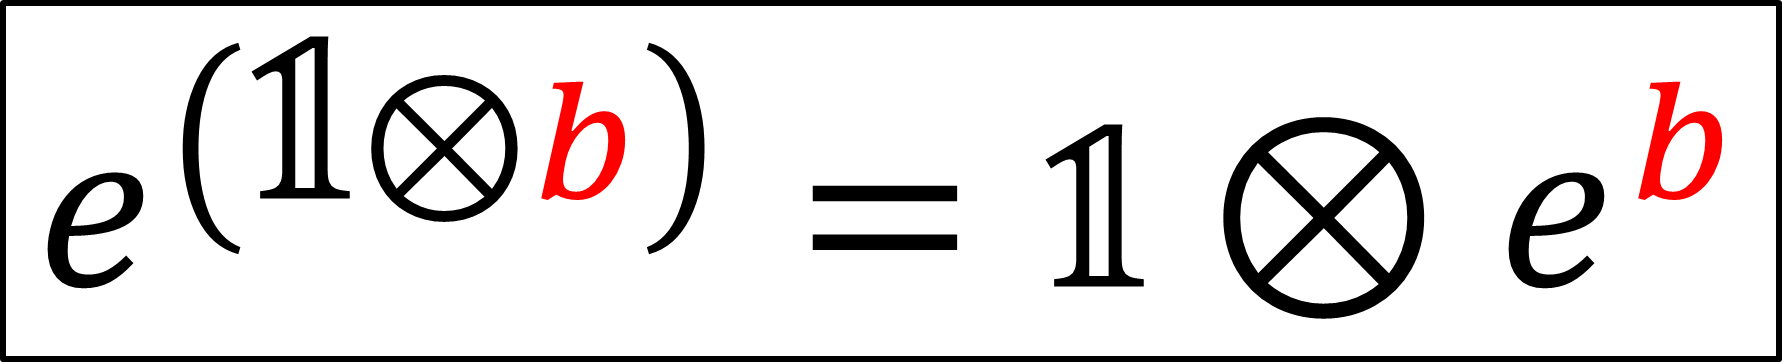 e^(𝟙⊗b) = 𝟙 ⊗ e^b